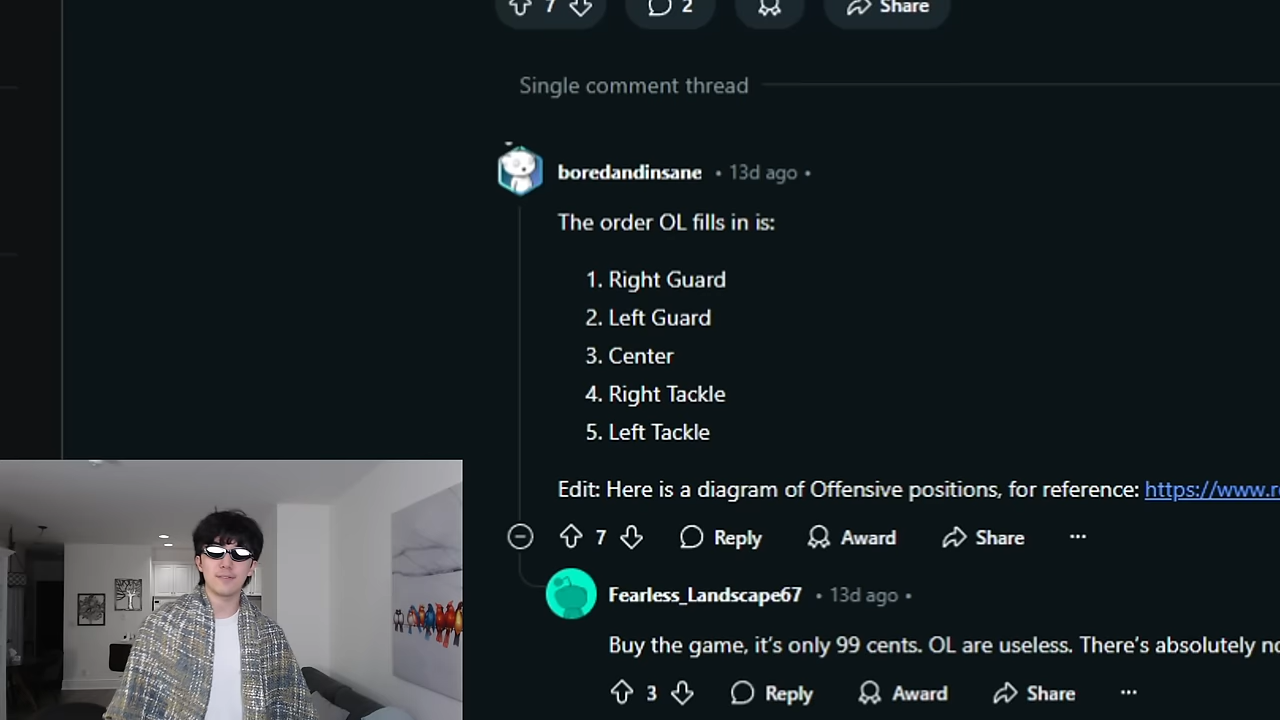 7 2 Share
Single comment thread
boredandinsane • 13d ago •
The order OL fills in is:
1. Right Guard
2. Left Guard
3. Center
4. Right Tackle
5. Left Tackle
Edit: Here is a diagram of Offensive positions, for reference: https://www.r
7 Reply Award Share ...
Fearless_Landscape67 • 13d ago •
Buy the game, it's only 99 cents. OL are useless. There's absolutely
3 Reply Award Share ...